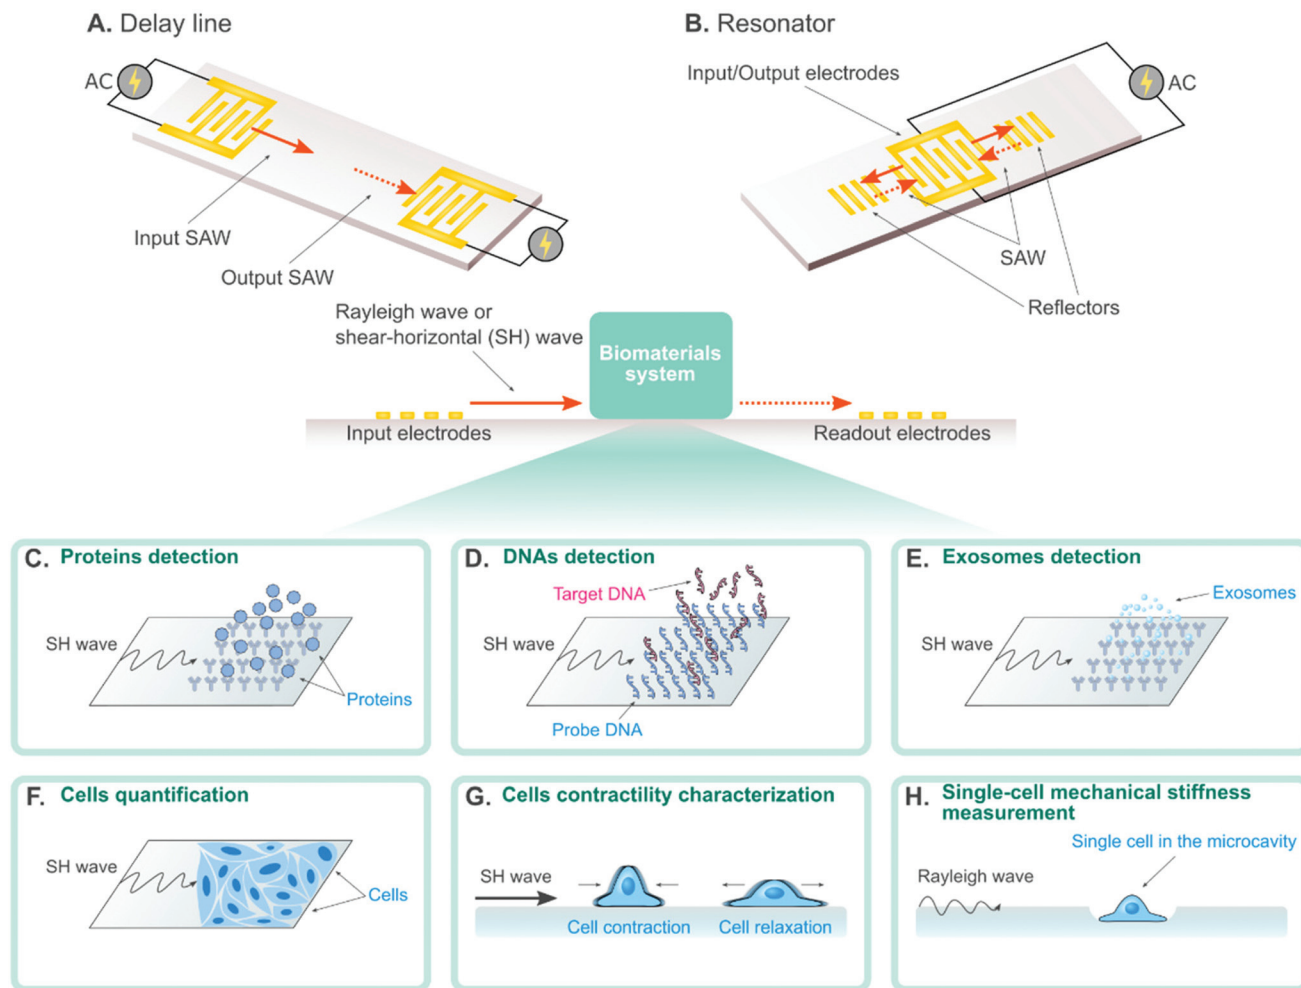 A. Delay line
B. Resonator
AC
Input/Output electrodes
AC
Input SAW
Output SAW
SAW
Reflectors
Rayleigh wave or
shear-horizontal (SH) wave
Biomaterials
system
Input electrodes
Readout electrodes
C. Proteins detection
SH wave
Proteins
D. DNAs detection
Target DNA
SH wave
Probe DNA
E. Exosomes detection
Exosomes
SH wave
F. Cells quantification
SH wave
Cells
G. Cells contractility characterization
SH wave
Cell contraction
Cell relaxation
H. Single-cell mechanical stiffness
measurement
Single cell in the microcavity
Rayleigh wave